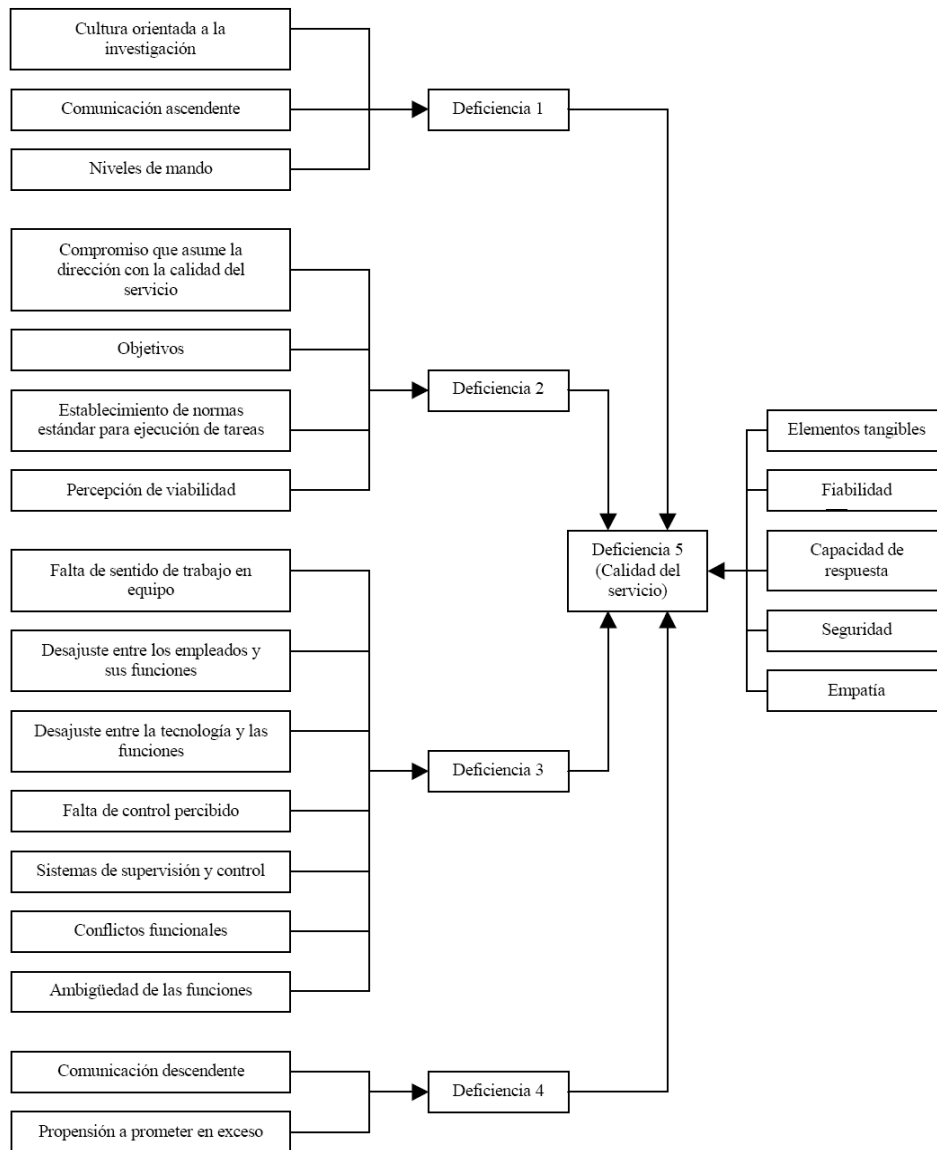 Cultura orientada a la
investigación
Comunicación ascendente
Niveles de mando
Deficiencia 1
Compromiso que asume la
dirección con la calidad del
servicio
Objetivos
Establecimiento de normas
estándar para ejecución de tareas
Percepción de viabilidad
Deficiencia 2
Falta de sentido de trabajo en
equipo
Desajuste entre los empleados y
sus funciones
Desajuste entre la tecnología y las
funciones
Falta de control percibido
Sistemas de supervisión y control
Conflictos funcionales
Ambigüedad de las funciones
Deficiencia 3
Comunicación descendente
Propensión a prometer en exceso
Deficiencia 4
Deficiencia 5
(Calidad del
servicio)
Elementos tangibles
Fiabilidad
Capacidad de
respuesta
Seguridad
Empatía